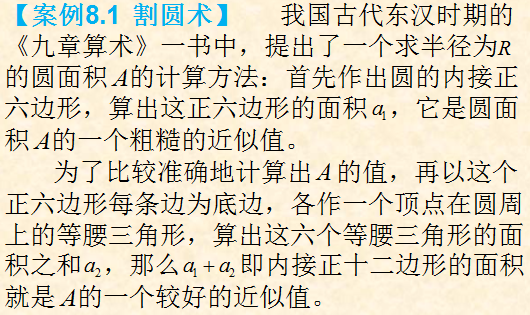 【案例8.1 割圆术】 我国古代东汉时期的
《九章算术》一书中，提出了一个求半径为R
的圆面积A的计算方法：首先作出圆的内接正
六边形，算出这正六边形的面积a₁，它是圆面
积A的一个粗糙的近似值。
为了比较准确地计算出A的值，再以这个
正六边形每条边为底边，各作一个顶点在圆周
上的等腰三角形，算出这六个等腰三角形的面
积之和a₂，那么a₁+a₂即内接正十二边形的面积
就是A的一个较好的近似值。